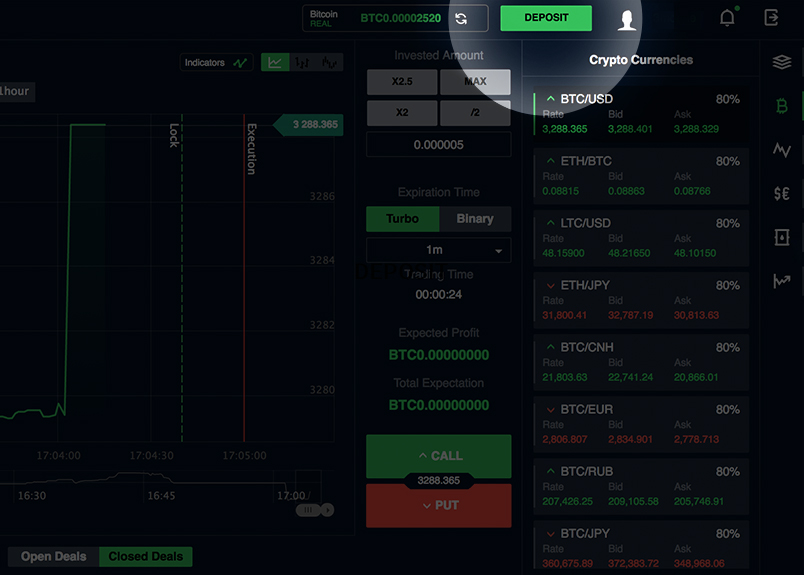 Bitcoin
REAL
BTC0.00002520
DEPOSIT
Indicators
1hour
Lock
Execution
3 288.365
3286
3284
3282
3280
17:04:00
17:04:30
17:05:00
16:30
16:45
17:00/
Open Deals
Closed Deals
Invested Amount
X2.5
MAX
X2
/2
0.000005
Expiration Time
Turbo
Binary
1m
Trading Time
00:00:24
Expected Profit
BTC0.00000000
Total Expectation
BTC0.00000000
CALL
3288.365
PUT
Crypto Currencies
BTC/USD 80%
Rate Bid Ask
3,288.365 3,288.401 3,288.329
ETH/BTC 80%
Rate Bid Ask
0.08815 0.08863 0.08766
LTC/USD 80%
Rate Bid Ask
48.15900 48.21650 48.10150
ETH/JPY 80%
Rate Bid Ask
31,800.41 32,787.19 30,813.63
BTC/CNH 80%
Rate Bid Ask
21,803.63 22,741.24 20,866.01
BTC/EUR 80%
Rate Bid Ask
2,806.807 2,834.901 2,778.713
BTC/RUB 80%
Rate Bid Ask
207,426.25 209,105.58 205,746.91
BTC/JPY 80%
Rate Bid Ask
360,675.89 372,383.72 348,968.06